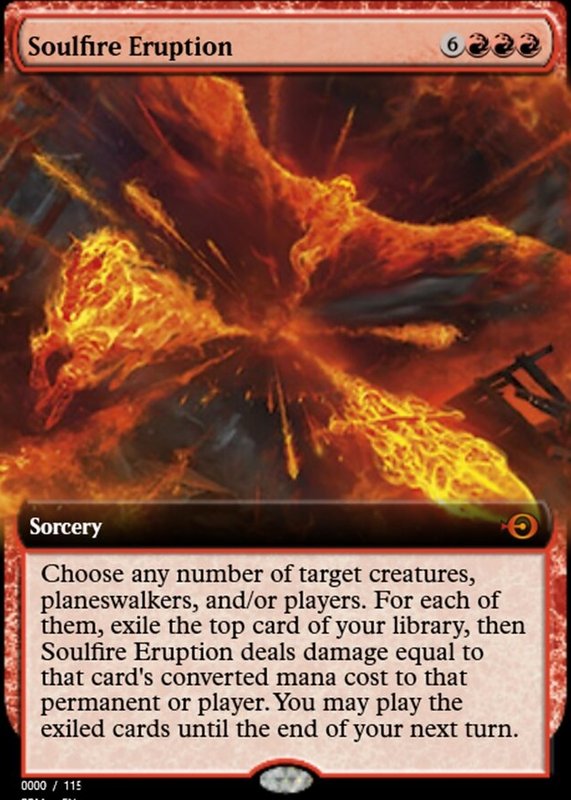 Soulfire Eruption 6
Sorcery
Choose any number of target creatures,
planeswalkers, and/or players. For each of
them, exile the top card of your library, then
Soulfire Eruption deals damage equal to
that card's converted mana cost to that
permanent or player. You may play the
exiled cards until the end of your next turn.
0000 / 115